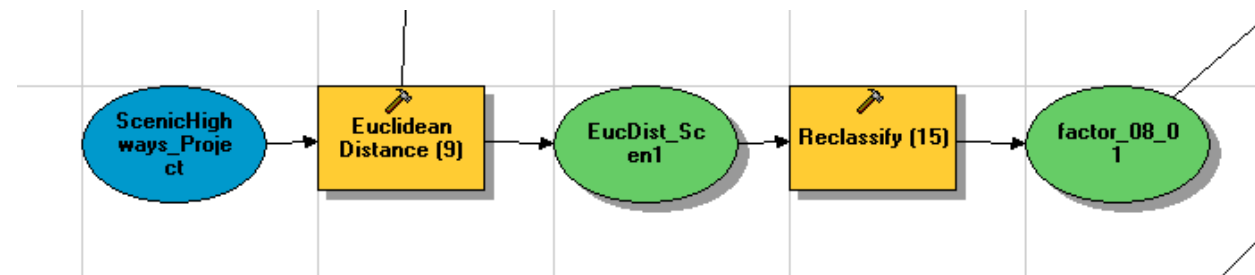 ScenicHigh
ways_Proje
ct
Euclidean
Distance (9)
EucDist_Sc
en1
Reclassify (15)
factor_08_0
1